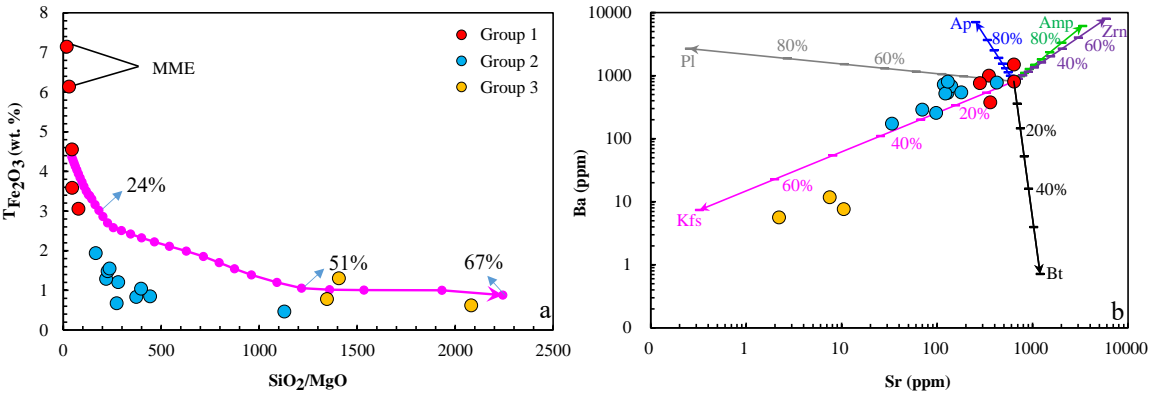 8
7
6
5
4
3
2
1
0
TFe2O3 (wt. %)
MME
24%
51%
67%
Group 1
Group 2
Group 3
a
0
500
1000
1500
2000
2500
SiO2/MgO
10000
1000
100
10
1
0
Ba (ppm)
Pl
80%
60%
Ap
80%
Amp
80%
Zrn
60%
40%
20%
40%
60%
Kfs
20%
40%
Bt
b
0
1
10
100
1000
10000
Sr (ppm)